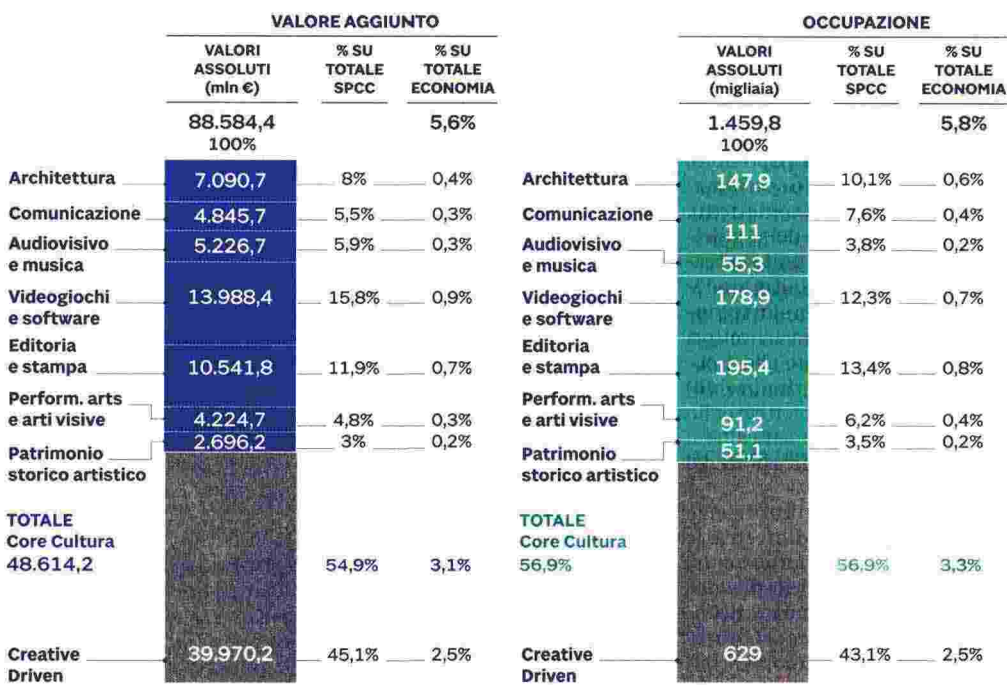 VALORE AGGIUNTO
VALORI ASSOLUTI (mln €) % SU TOTALE SPCC % SU TOTALE ECONOMIA
88.584,4 5,6%
100%
Architettura 7.090,7 8% 0,4%
Comunicazione 4.845,7 5,5% 0,3%
Audiovisivo e musica 5.226,7 5,9% 0,3%
Videogiochi e software 13.988,4 15,8% 0,9%
Editoria e stampa 10.541,8 11,9% 0,7%
Perform. arts e arti visive 4.224,7 4,8% 0,3%
Patrimonio storico artistico 2.696,2 3% 0,2%
TOTALE
Core Cultura
48.614,2 54,9% 3,1%
Creative Driven 39.970,2 45,1% 2,5%
OCCUPAZIONE
VALORI ASSOLUTI (migliaia) % SU TOTALE SPCC % SU TOTALE ECONOMIA
1.459,8 5,8%
100%
Architettura 147,9 10,1% 0,6%
Comunicazione 111 7,6% 0,4%
Audiovisivo e musica 55,3 3,8% 0,2%
Videogiochi e software 178,9 12,3% 0,7%
Editoria e stampa 195,4 13,4% 0,8%
Perform. arts e arti visive 91,2 6,2% 0,4%
Patrimonio storico artistico 51,1 3,5% 0,2%
TOTALE
Core Cultura
56,9% 56,9% 3,3%
Creative Driven 629 43,1% 2,5%